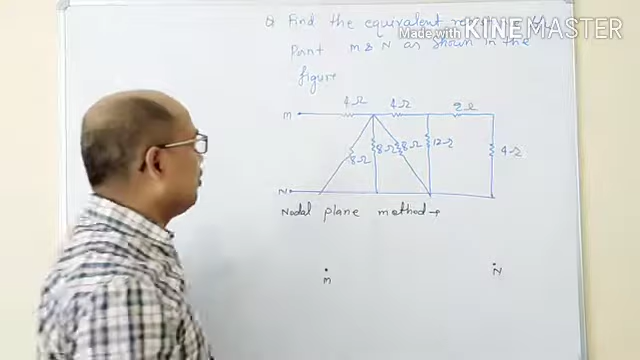 Q Find the equivalent
Made with KINEMASTER
Point M & N as shown in the
figure
4Ω 4Ω 2Ω
M
8Ω 8Ω 8Ω 12Ω 4Ω
N
Nodal plane method →
M N